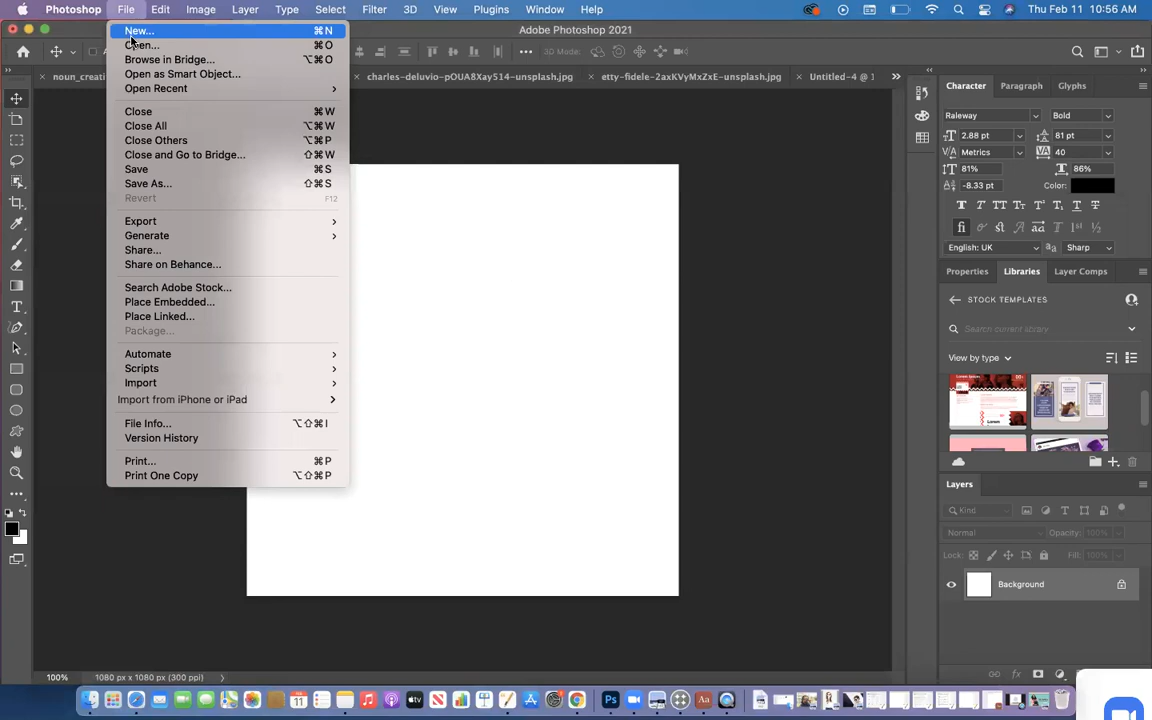 Photoshop File Edit Image Layer Type Select Filter 3D View Plugins Window Help Thu Feb 11 10:56 AM
Adobe Photoshop 2021
3D Mode:
charles-deluvio-pOUA8Xay514-unsplash.jpg etty-fidele-2axKVyMxZxE-unsplash.jpg Untitled-4 @ 1
New... ⌘N
Open... ⌘O
Browse in Bridge... ⌥⌘O
Open as Smart Object...
Open Recent
Close ⌘W
Close All ⌥⌘W
Close Others ⌥⌘P
Close and Go to Bridge... ⇧⌘W
Save ⌘S
Save As... ⇧⌘S
Revert F12
Export
Generate
Share...
Share on Behance...
Search Adobe Stock...
Place Embedded...
Place Linked...
Package...
Automate
Scripts
Import
Import from iPhone or iPad
File Info... ⌥⇧⌘I
Version History
Print... ⌘P
Print One Copy ⌥⇧⌘P
Character Paragraph Glyphs
Raleway Bold
2.88 pt 81 pt
Metrics 40
81% 86%
-8.33 pt Color:
English: UK Sharp
Properties Libraries Layer Comps
STOCK TEMPLATES
Search current library
View by type
Layers
Kind
Normal Opacity: 100%
Lock: Fill: 100%
Background
100% 1080 px x 1080 px (300 ppi)